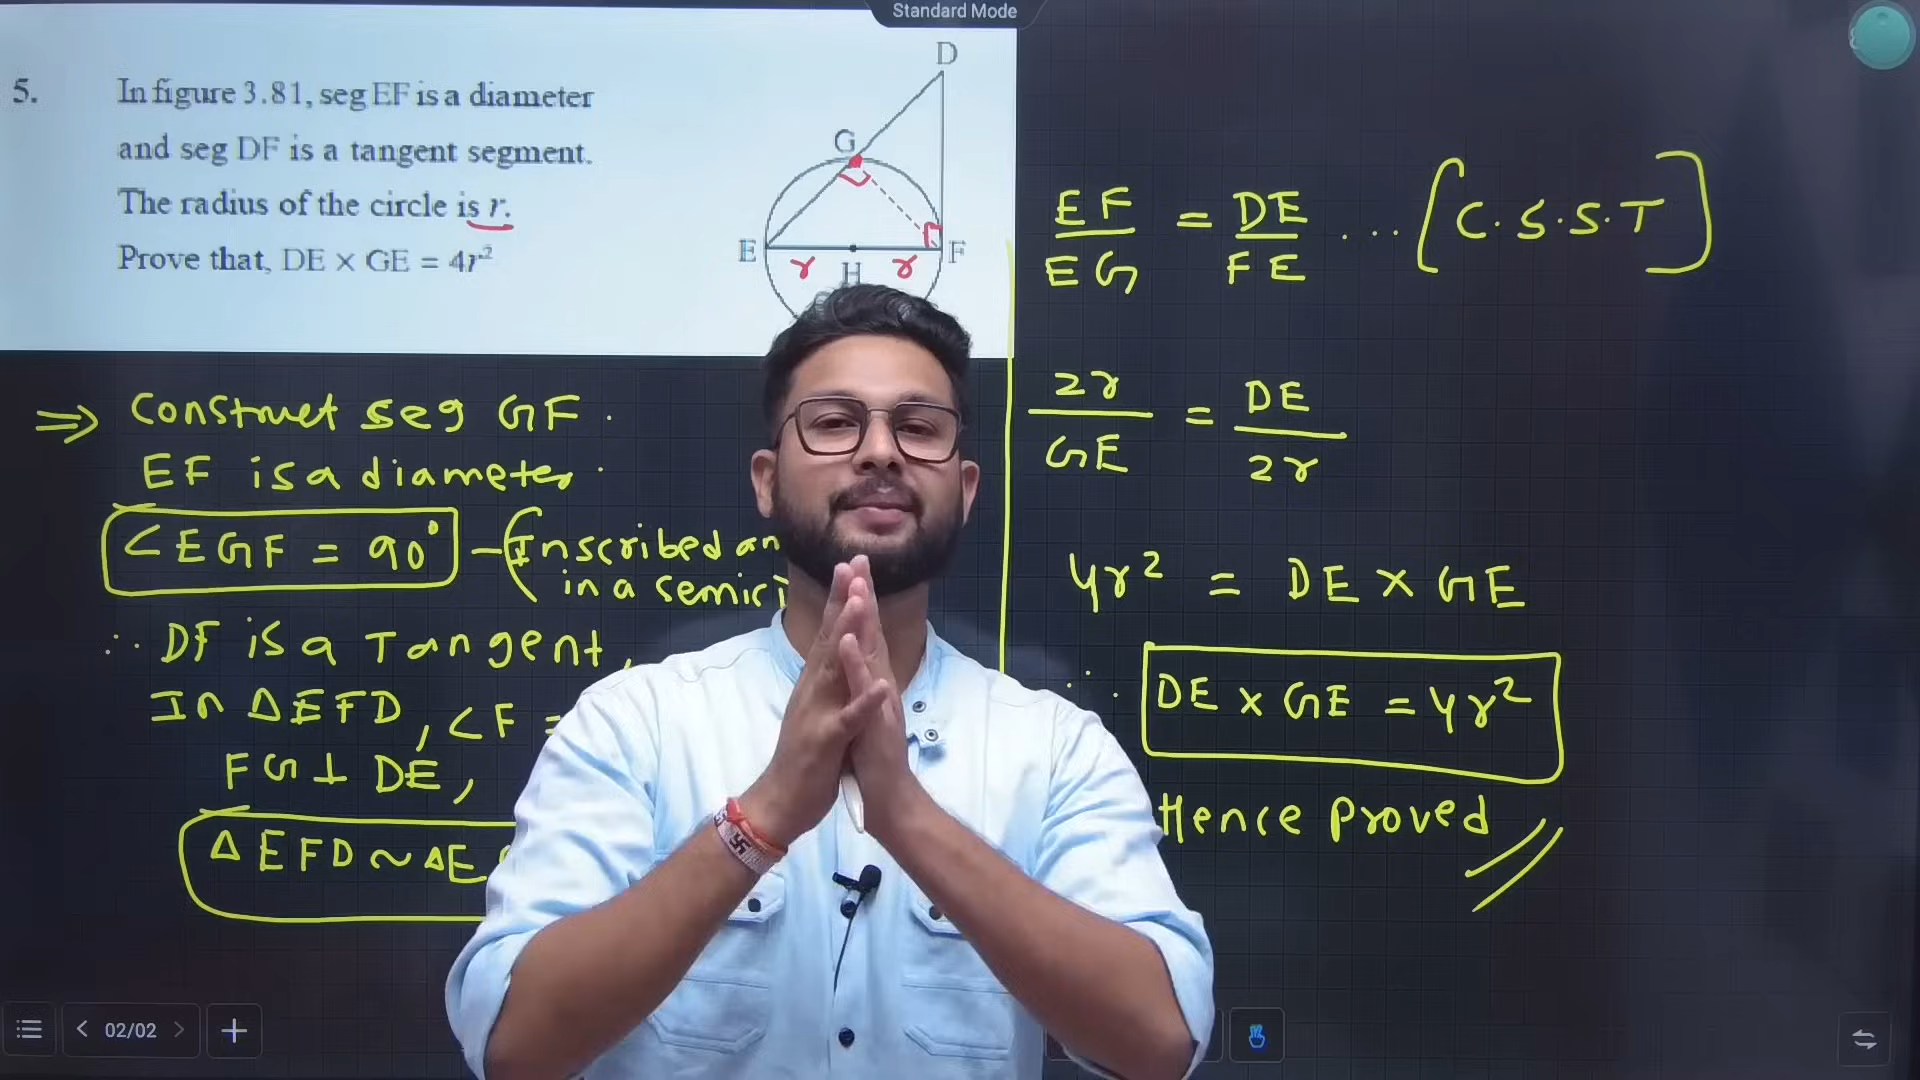 Standard Mode
5.
In figure 3.81, seg EF is a diameter
and seg DF is a tangent segment.
The radius of the circle is r.
Prove that, DE × GE = 4r²
D
G
E
F
r
H
r
⇒ Construct seg GF.
EF is a diameter.
∠EGF = 90° – (Inscribed
in a
∴ DF is a Tangent,
In ΔEFD, ∠F =
FG ⊥ DE,
ΔEFD ~ ΔE
EF/EG = DE/FE ... [C.S.S.T]
2r/GE = DE/2r
4r² = DE × GE
∴ DE × GE = 4r²
Hence proved
02/02